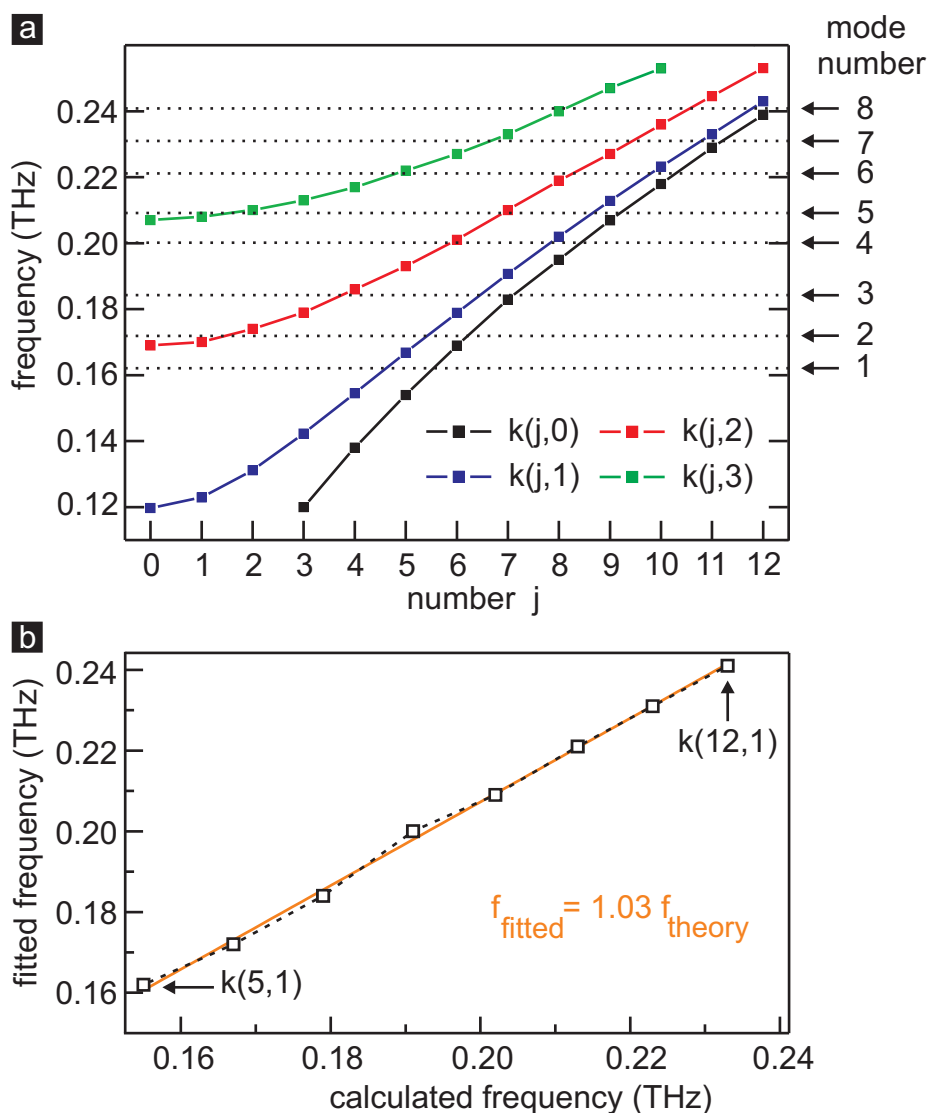 a
mode
number
frequency (THz)
0.24
0.22
0.20
0.18
0.16
0.14
0.12
8
7
6
5
4
3
2
1
k(j,0)
k(j,2)
k(j,1)
k(j,3)
0 1 2 3 4 5 6 7 8 9 10 11 12
number j
b
fitted frequency (THz)
0.24
0.22
0.20
0.18
0.16
k(12,1)
f fitted = 1.03 f theory
k(5,1)
0.16 0.18 0.20 0.22 0.24
calculated frequency (THz)